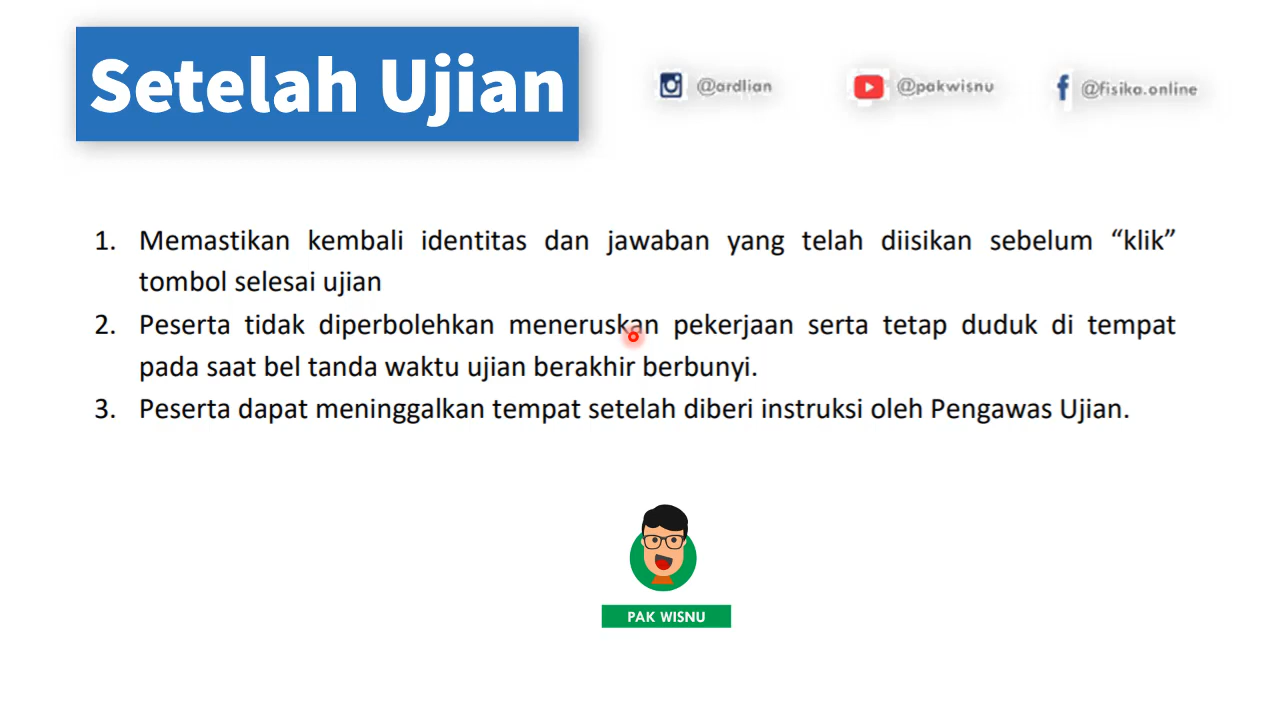 Setelah Ujian
@ardlian
@pakwisnu
@fisika.online
1. Memastikan kembali identitas dan jawaban yang telah diisikan sebelum “klik”
tombol selesai ujian
2. Peserta tidak diperbolehkan meneruskan pekerjaan serta tetap duduk di tempat
pada saat bel tanda waktu ujian berakhir berbunyi.
3. Peserta dapat meninggalkan tempat setelah diberi instruksi oleh Pengawas Ujian.
PAK WISNU